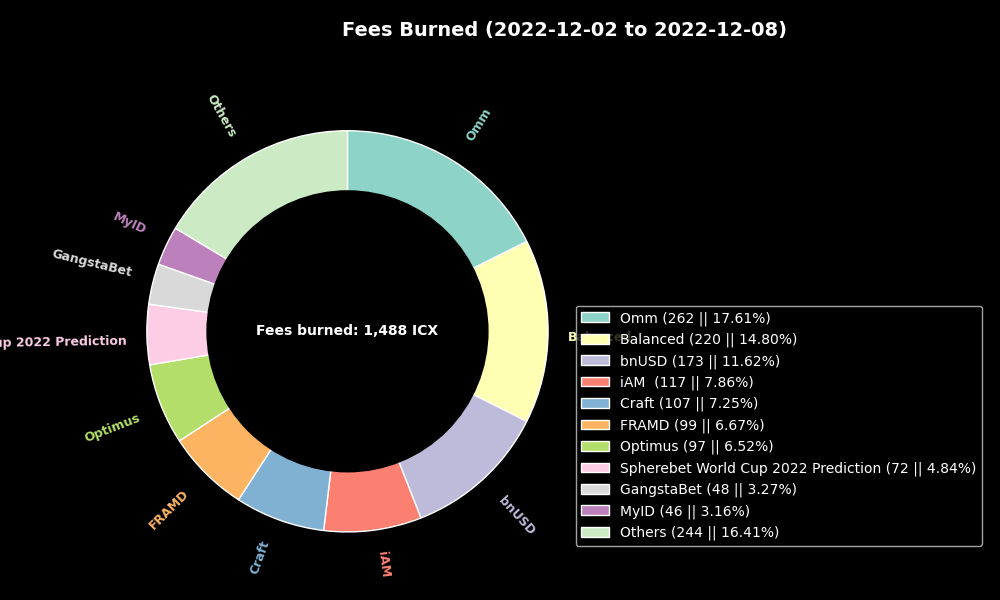 Fees Burned (2022-12-02 to 2022-12-08)
Others
Omm
MyID
GangstaBet
up 2022 Prediction
Optimus
FRAMD
Craft
iAM
bnUSD
Balanced
Fees burned: 1,488 ICX
Omm (262 || 17.61%)
Balanced (220 || 14.80%)
bnUSD (173 || 11.62%)
iAM  (117 || 7.86%)
Craft (107 || 7.25%)
FRAMD (99 || 6.67%)
Optimus (97 || 6.52%)
Spherebet World Cup 2022 Prediction (72 || 4.84%)
GangstaBet (48 || 3.27%)
MyID (46 || 3.16%)
Others (244 || 16.41%)